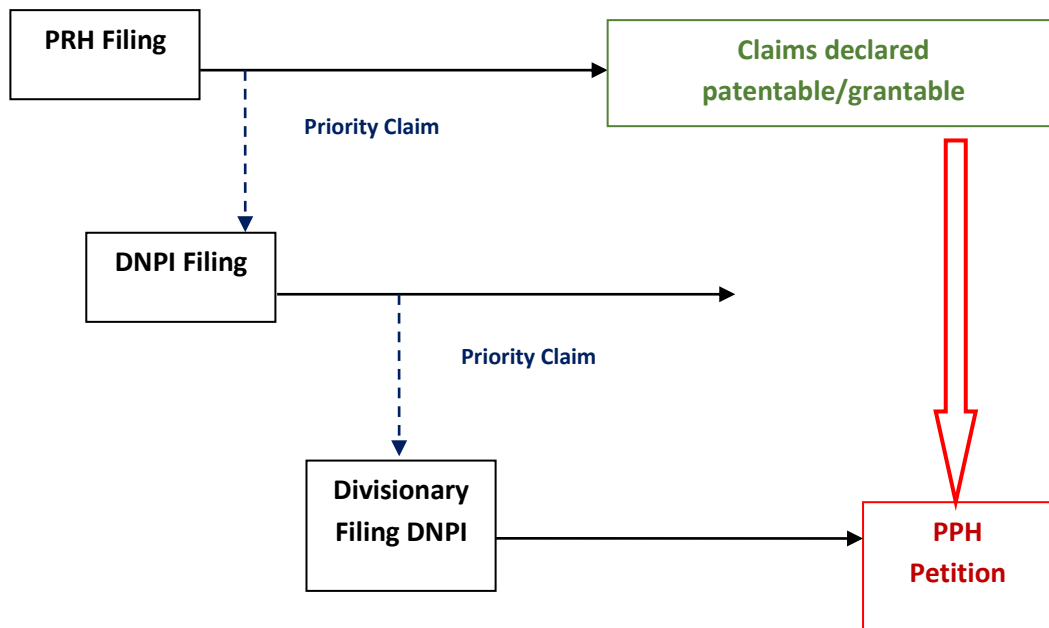 PRH Filing
Claims declared
patentable/grantable
Priority Claim
DNPI Filing
Priority Claim
Divisionary
Filing DNPI
PPH
Petition